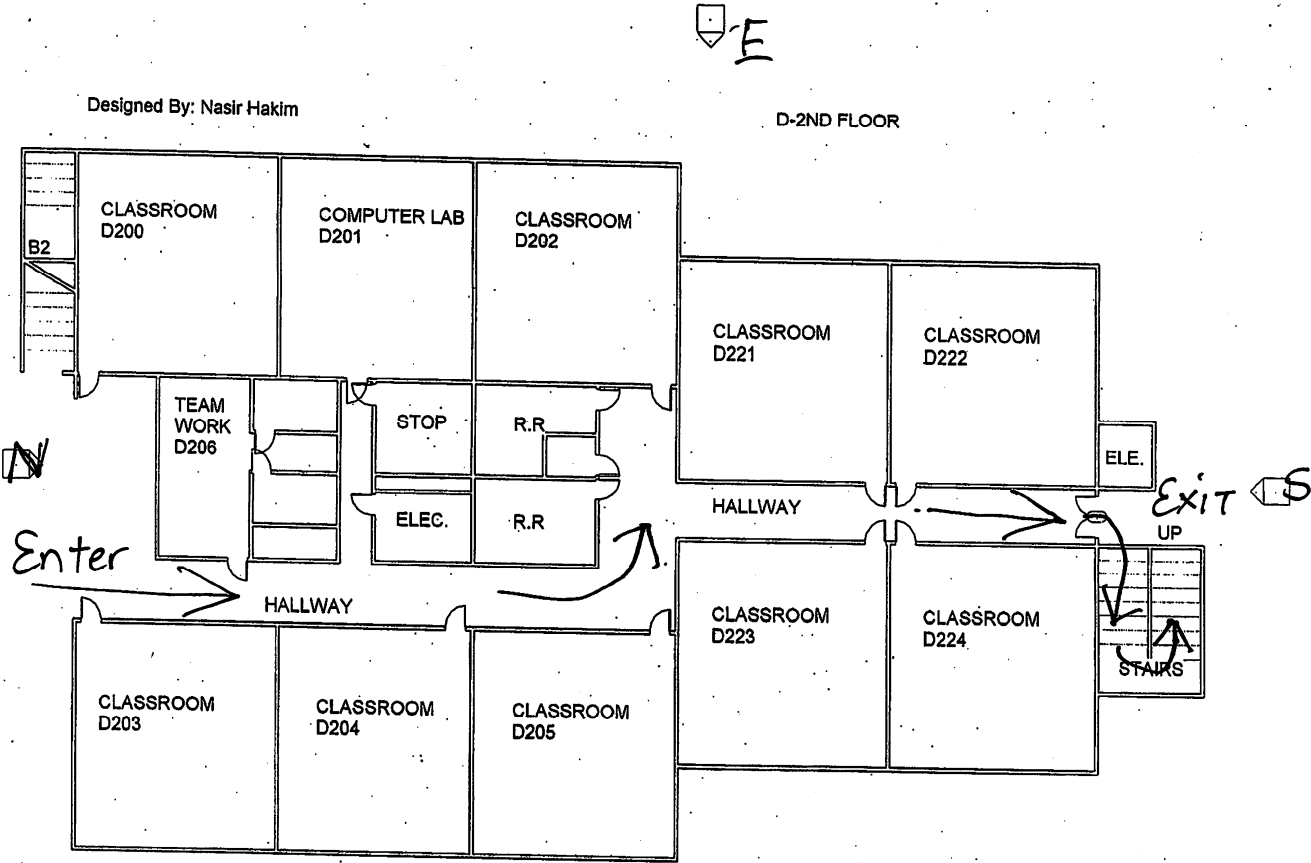 E
Designed By: Nasir Hakim
D-2ND FLOOR
CLASSROOM
D200
COMPUTER LAB
D201
CLASSROOM
D202
B2
CLASSROOM
D221
CLASSROOM
D222
TEAM
WORK
D206
STOP
R.R
ELE.
N
ELEC.
R.R
HALLWAY
Exit
S
UP
Enter
HALLWAY
CLASSROOM
D223
CLASSROOM
D224
STAIRS
CLASSROOM
D203
CLASSROOM
D204
CLASSROOM
D205